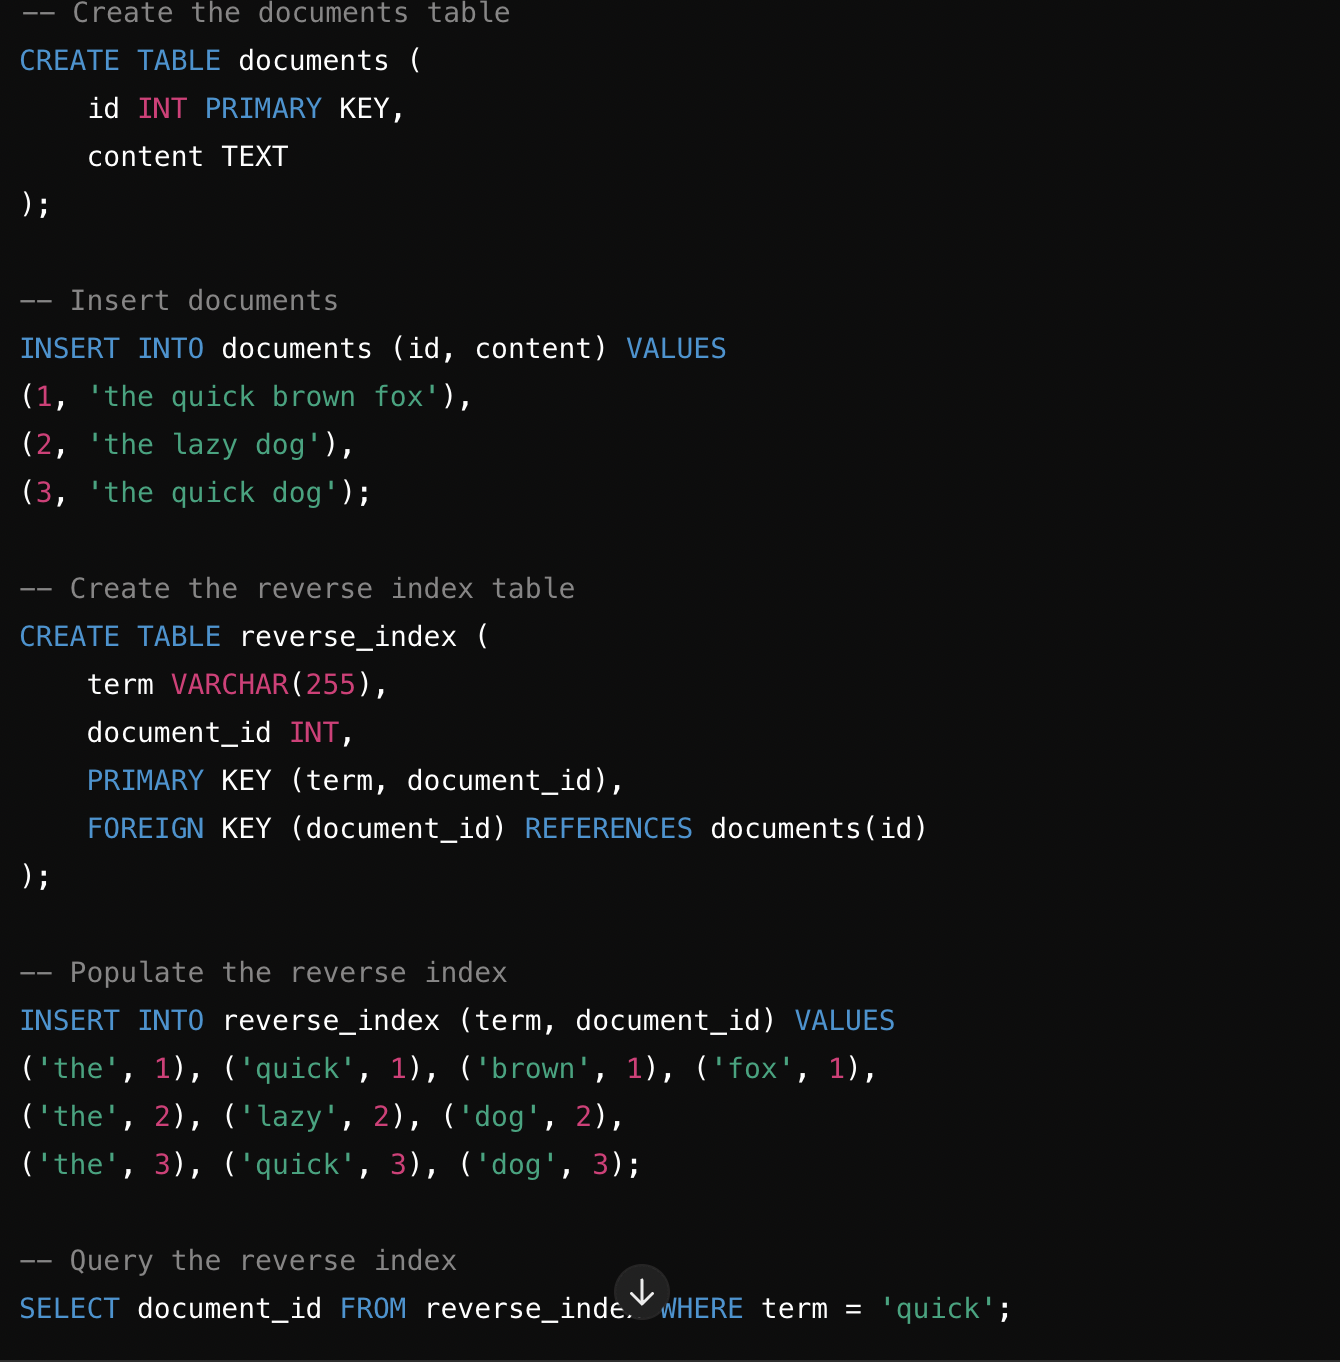 -- Create the documents table
CREATE TABLE documents (
    id INT PRIMARY KEY,
    content TEXT
);
-- Insert documents
INSERT INTO documents (id, content) VALUES
(1, 'the quick brown fox'),
(2, 'the lazy dog'),
(3, 'the quick dog');
-- Create the reverse index table
CREATE TABLE reverse_index (
    term VARCHAR(255),
    document_id INT,
    PRIMARY KEY (term, document_id),
    FOREIGN KEY (document_id) REFERENCES documents(id)
);
-- Populate the reverse index
INSERT INTO reverse_index (term, document_id) VALUES
('the', 1), ('quick', 1), ('brown', 1), ('fox', 1),
('the', 2), ('lazy', 2), ('dog', 2),
('the', 3), ('quick', 3), ('dog', 3);
-- Query the reverse index
SELECT document_id FROM reverse_index WHERE term = 'quick';